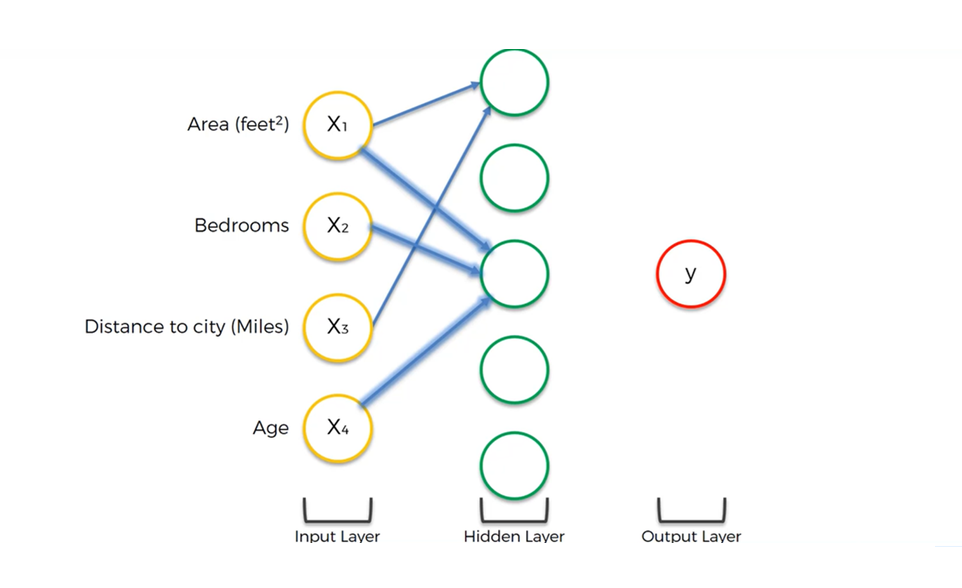 Area (feet²) X₁
Bedrooms X₂
Distance to city (Miles) X₃
Age X₄
y
Input Layer Hidden Layer Output Layer